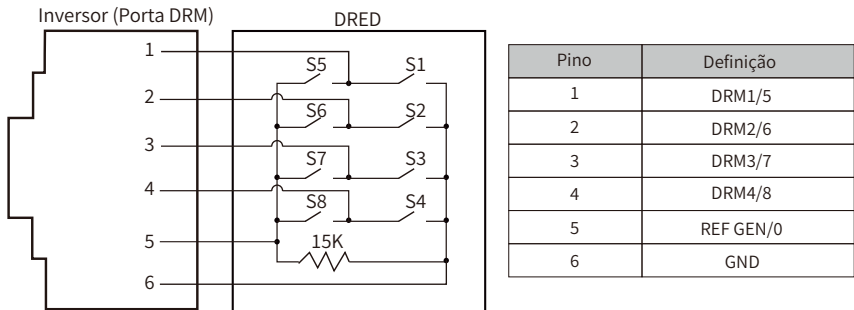 Inversor (Porta DRM)
DRED
1
2
3
4
5
6
S5
S1
S6
S2
S7
S3
S8
S4
15K
Pino Definição
1 DRM1/5
2 DRM2/6
3 DRM3/7
4 DRM4/8
5 REF GEN/0
6 GND